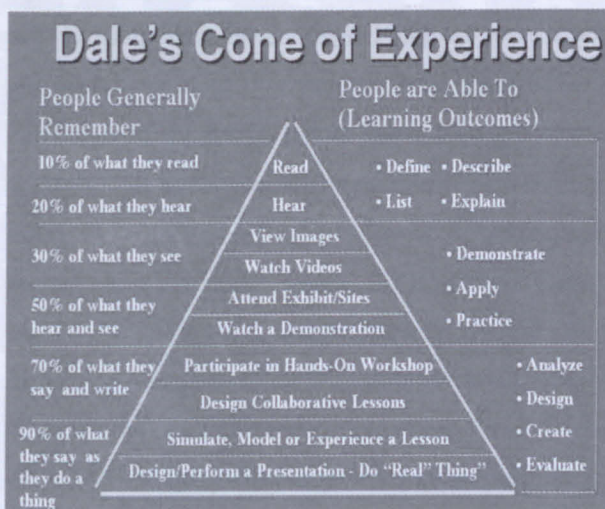 Dale's Cone of Experience
People Generally
Remember
People are Able To
(Learning Outcomes)
10% of what they read
Read
• Define • Describe
20% of what they hear
Hear
• List • Explain
30% of what they see
View Images
Watch Videos
• Demonstrate
• Apply
• Practice
50% of what they
hear and see
Attend Exhibit/Sites
Watch a Demonstration
70% of what they
say and write
Participate in Hands-On Workshop
Design Collaborative Lessons
• Analyze
• Design
• Create
• Evaluate
90% of what
they say as
they do a
thing
Simulate, Model or Experience a Lesson
Design/Perform a Presentation - Do "Real" Thing"